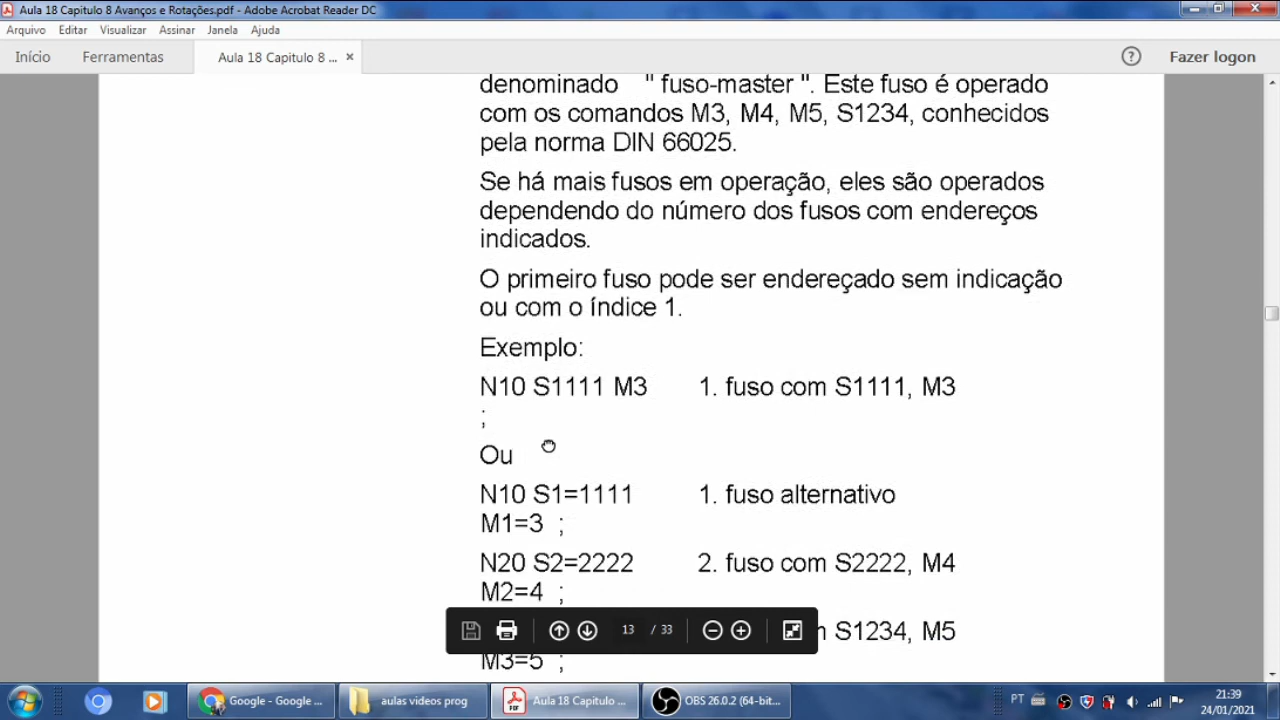 Aula 18 Capitulo 8 Avanços e Rotações.pdf - Adobe Acrobat Reader DC
Arquivo Editar Visualizar Assinar Janela Ajuda
Início Ferramentas Aula 18 Capitulo 8 ... × ? Fazer logon
denominado " fuso-master ". Este fuso é operado
com os comandos M3, M4, M5, S1234, conhecidos
pela norma DIN 66025.
Se há mais fusos em operação, eles são operados
dependendo do número dos fusos com endereços
indicados.
O primeiro fuso pode ser endereçado sem indicação
ou com o índice 1.
Exemplo:
N10 S1111 M3 1. fuso com S1111, M3
;
Ou
N10 S1=1111 1. fuso alternativo
M1=3 ;
N20 S2=2222 2. fuso com S2222, M4
M2=4 ;
S1234, M5
M3=5 ;
13 / 33
Google - Google ... aulas videos prog Aula 18 Capitulo ... OBS 26.0.2 (64-bit... PT 21:39
24/01/2021